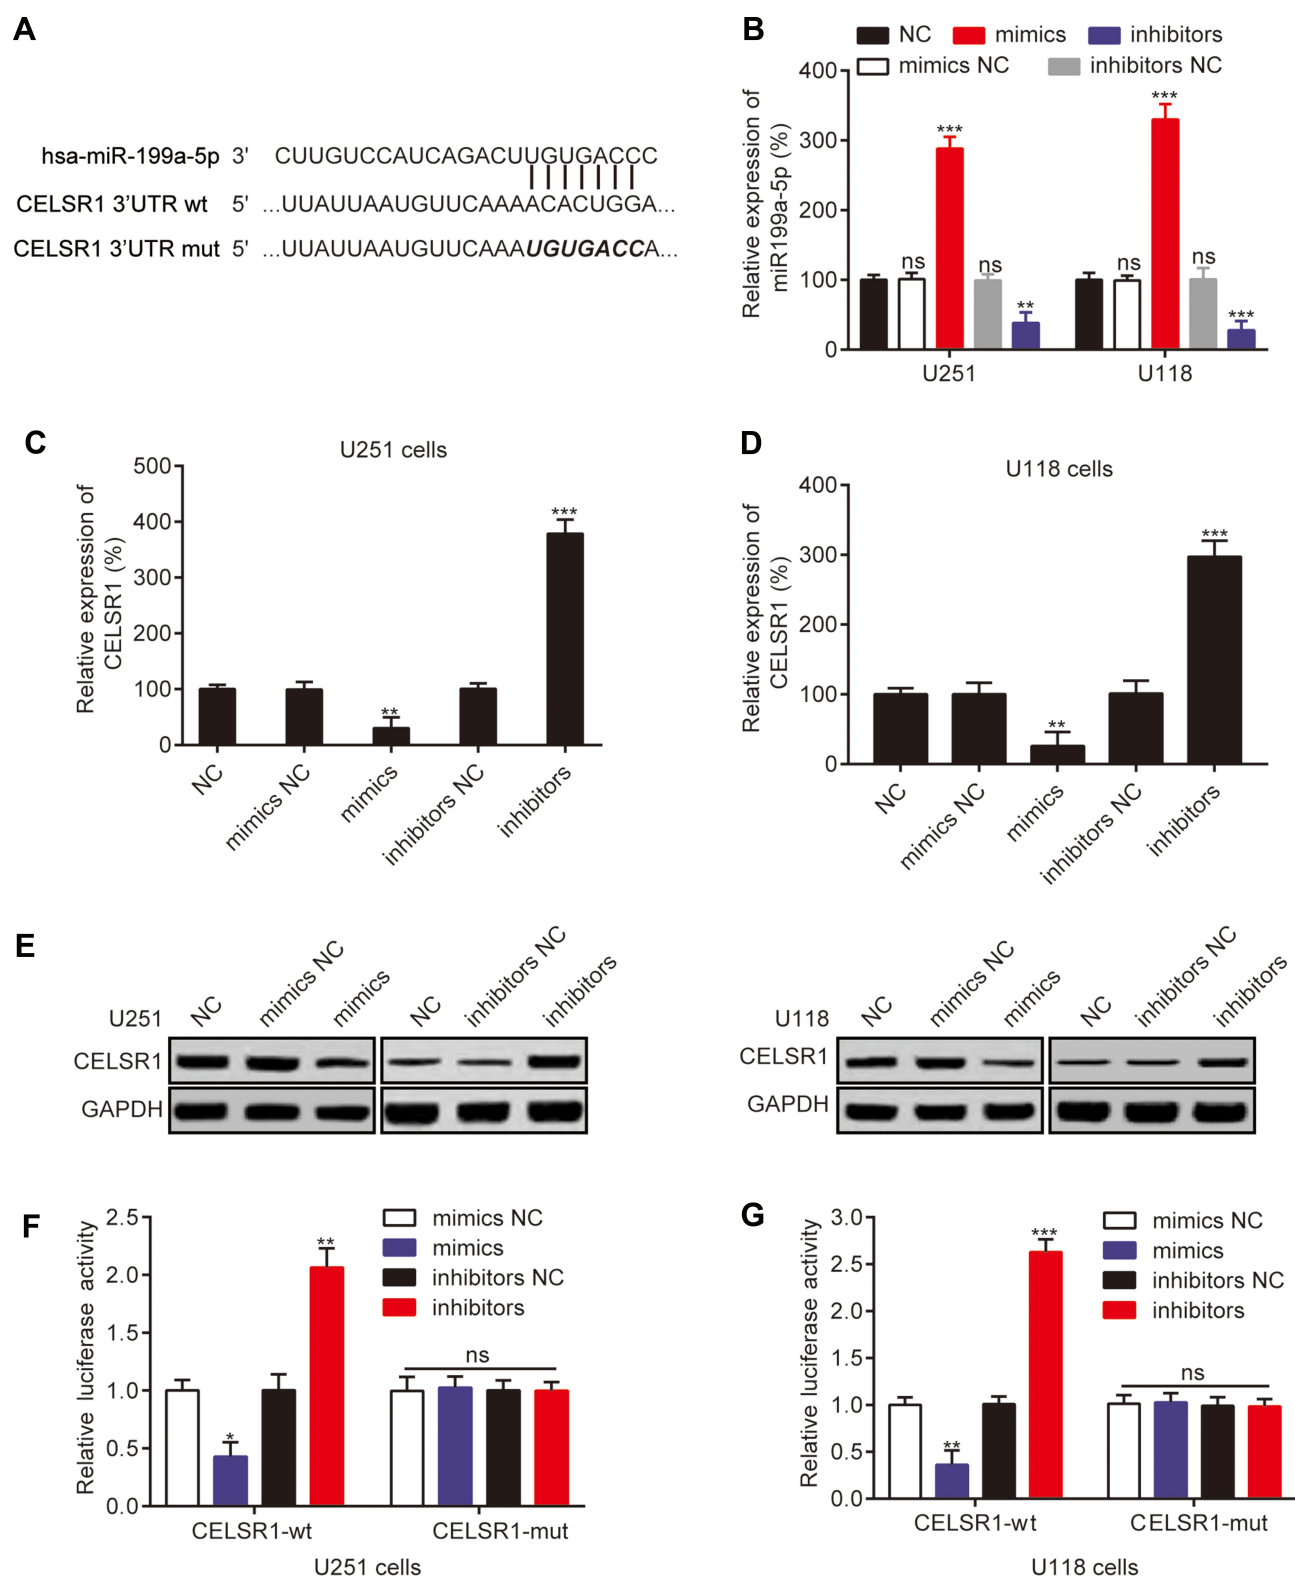 A
hsa-miR-199a-5p 3' CUUGUCCAUCAGACUUGUGACCC
CELSR1 3'UTR wt 5' ...UUAUUAAUGUUCAAAACACUGGA...
CELSR1 3'UTR mut 5' ...UUAUUAAUGUUCAAAUGUGACCA...
B
NC mimics inhibitors
mimics NC inhibitors NC
Relative expression of
miR199a-5p (%)
400
300
200
100
0
ns *** ns **
ns *** ns ***
U251 U118
C
U251 cells
Relative expression of
CELSR1 (%)
500
400
300
200
100
0
** ***
NC mimics NC mimics inhibitors NC inhibitors
D
U118 cells
Relative expression of
CELSR1 (%)
400
300
200
100
0
** ***
NC mimics NC mimics inhibitors NC inhibitors
E
U251 NC mimics NC mimics NC inhibitors NC inhibitors
CELSR1
GAPDH
U118 NC mimics NC mimics NC inhibitors NC inhibitors
CELSR1
GAPDH
F
Relative luciferase activity
2.5
2.0
1.5
1.0
0.5
0.0
mimics NC
mimics
inhibitors NC
inhibitors
* **
ns
CELSR1-wt CELSR1-mut
U251 cells
G
Relative luciferase activity
3.0
2.5
2.0
1.5
1.0
0.5
0.0
mimics NC
mimics
inhibitors NC
inhibitors
** ***
ns
CELSR1-wt CELSR1-mut
U118 cells